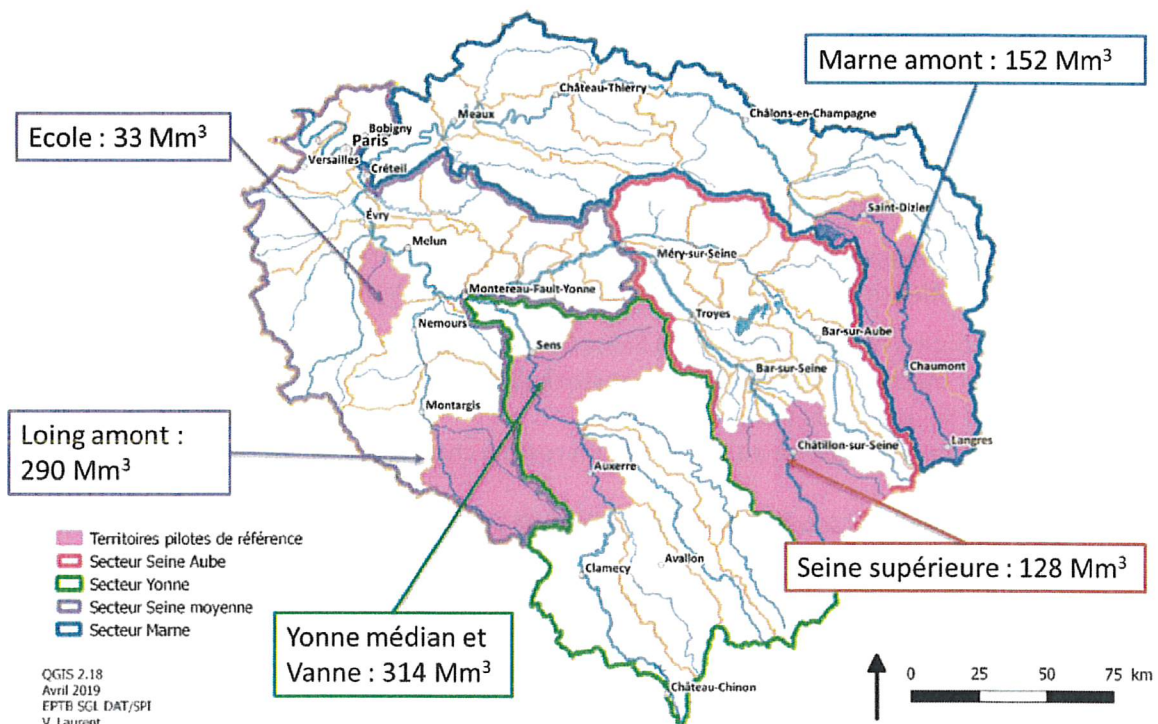 Marne amont : 152 Mm³
Ecole : 33 Mm³
Château-Thierry
Châlons-en-Champagne
Meaux
Bobigny
Paris
Versailles
Créteil
Saint-Dizier
Évry
Melun
Méry-sur-Seine
Montereau-Fault-Yonne
Troyes
Nemours
Bar-sur-Aube
Sens
Bar-sur-Seine
Chaumont
Montargis
Loing amont :
290 Mm³
Châtillon-sur-Seine
Langres
Auxerre
Territoires pilotes de référence
Secteur Seine Aube
Secteur Yonne
Secteur Seine moyenne
Secteur Marne
Clamecy
Avallon
Seine supérieure : 128 Mm³
Yonne médian et
Vanne : 314 Mm³
Château-Chinon
0 25 50 75 km
QGIS 2.18
Avril 2019
EPTB SGL DAT/SPI
V. Laurent